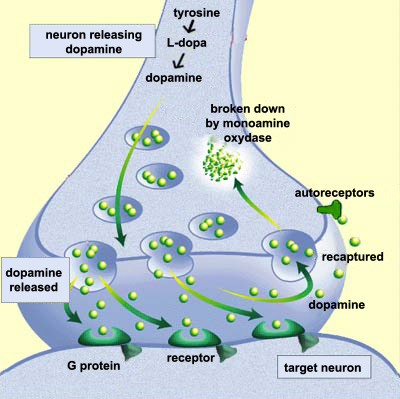 tyrosine
neuron releasing
dopamine
L-dopa
dopamine
broken down
by monoamine
oxydase
autoreceptors
recaptured
dopamine
released
dopamine
G protein
receptor
target neuron